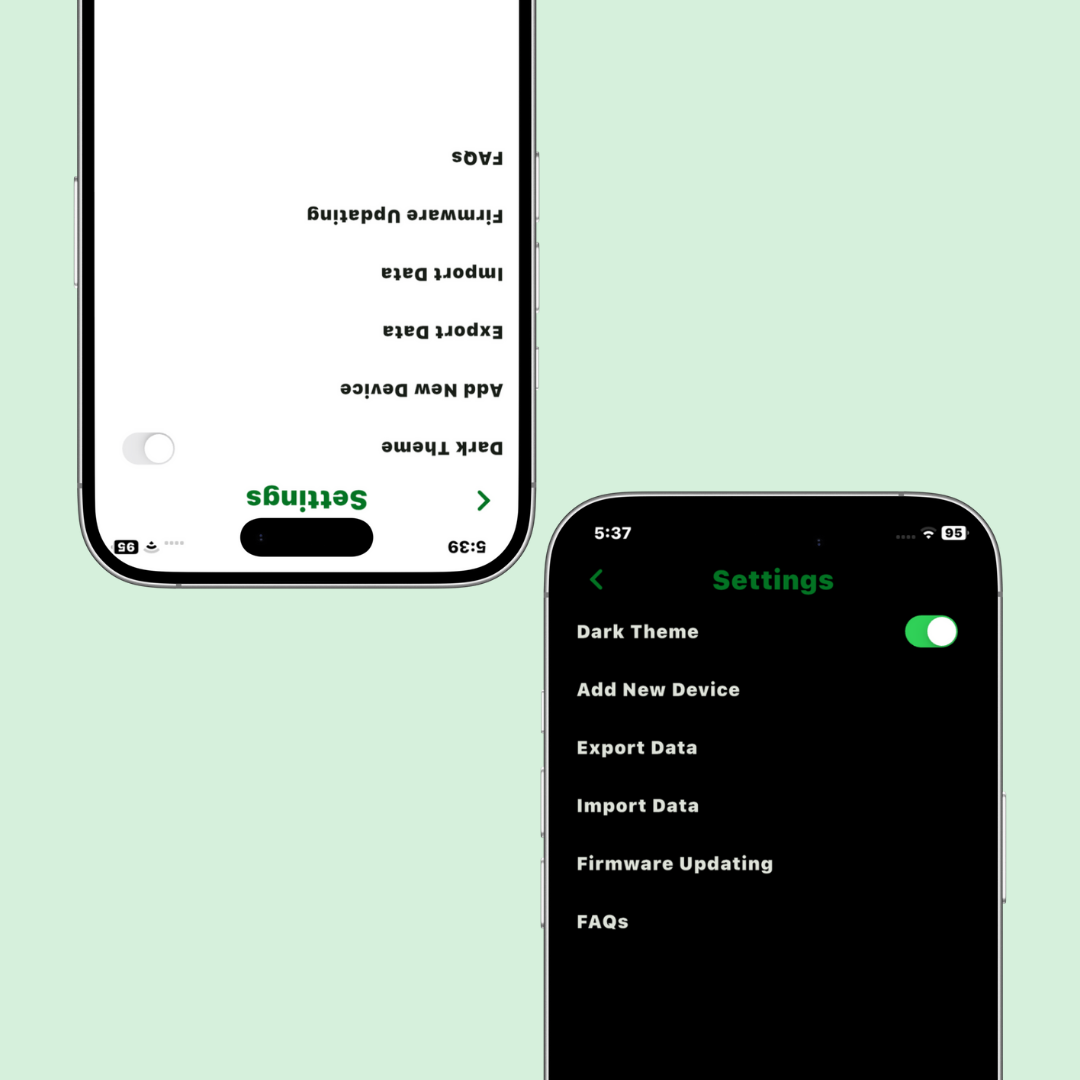 5:39
95
Settings
Dark Theme
Add New Device
Export Data
Import Data
Firmware Updating
FAQs
5:37
95
Settings
Dark Theme
Add New Device
Export Data
Import Data
Firmware Updating
FAQs